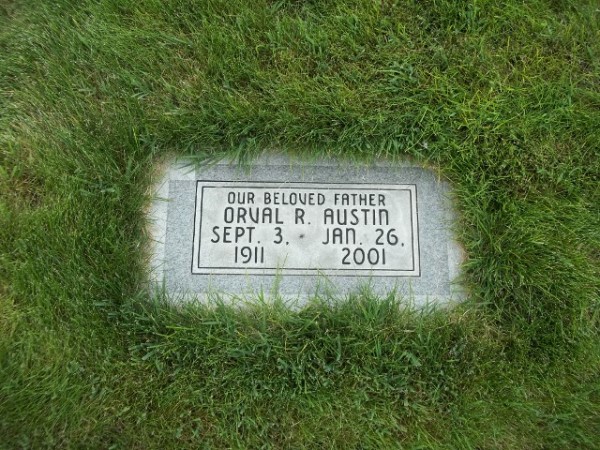 OUR BELOVED FATHER
ORVAL R. AUSTIN
SEPT. 3, JAN. 26,
1911 2001